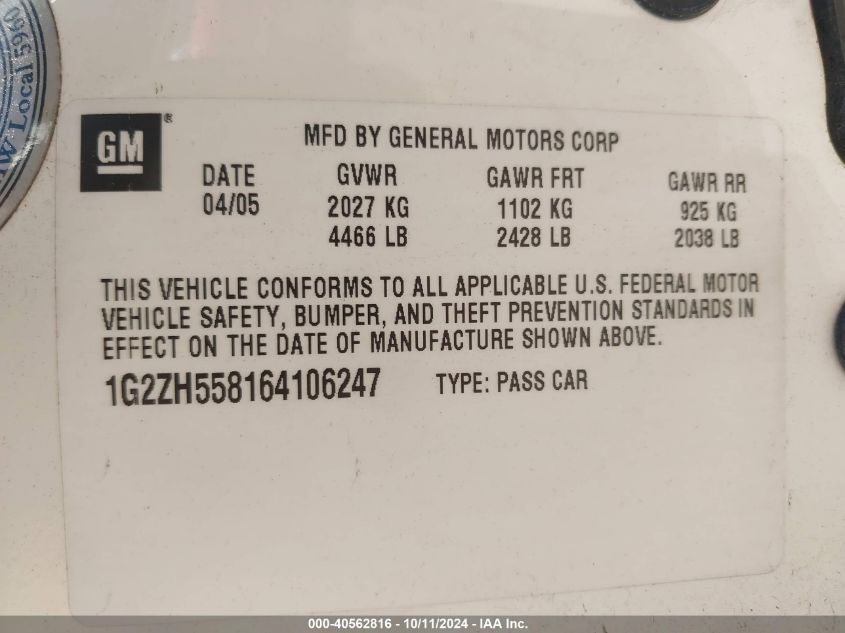 W Local 5960
GM®
MFD BY GENERAL MOTORS CORP
DATE GVWR GAWR FRT GAWR RR
04/05 2027 KG 1102 KG 925 KG
4466 LB 2428 LB 2038 LB
THIS VEHICLE CONFORMS TO ALL APPLICABLE U.S. FEDERAL MOTOR
VEHICLE SAFETY, BUMPER, AND THEFT PREVENTION STANDARDS IN
EFFECT ON THE DATE OF MANUFACTURE SHOWN ABOVE.
1G2ZH558164106247 TYPE: PASS CAR
000-40562816 - 10/11/2024 - IAA Inc.